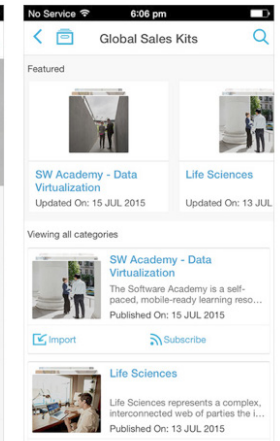 No Service 6:06 pm
Global Sales Kits
Featured
SW Academy - Data
Virtualization
Updated On: 15 JUL 2015
Life Sciences
Updated On: 13 JUL
Viewing all categories
SW Academy - Data
Virtualization
The Software Academy is a self-
paced, mobile-ready learning reso...
Published On: 15 JUL 2015
Import
Subscribe
Life Sciences
Life Sciences represents a complex,
interconnected web of parties the i...
Published On: 13 JUL 2015